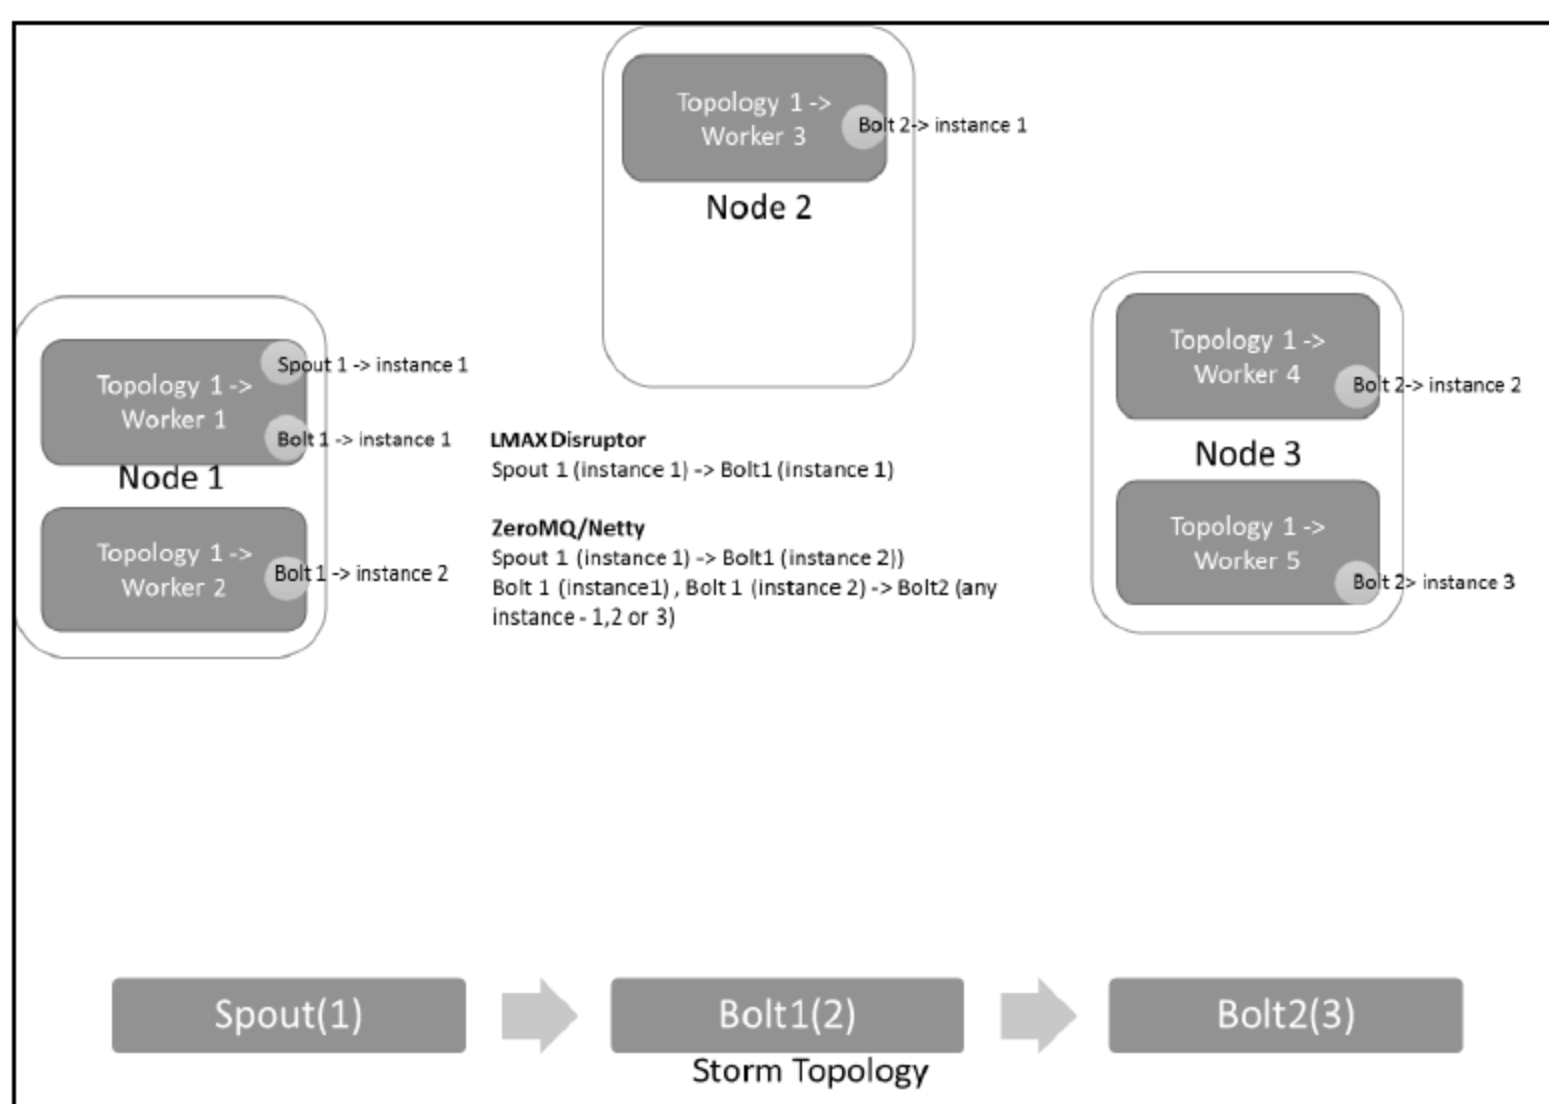 Topology 1 ->
Worker 3
Bolt 2-> instance 1
Node 2
Topology 1 ->
Worker 1
Spout 1 -> instance 1
Bolt 1 -> instance 1
Node 1
Topology 1 ->
Worker 2
Bolt 1 -> instance 2
LMAX Disruptor
Spout 1 (instance 1) -> Bolt1 (instance 1)
ZeroMQ/Netty
Spout 1 (instance 1) -> Bolt1 (instance 2))
Bolt 1 (instance1) , Bolt 1 (instance 2) -> Bolt2 (any
instance - 1,2 or 3)
Topology 1 ->
Worker 4
Bolt 2-> instance 2
Node 3
Topology 1 ->
Worker 5
Bolt 2> instance 3
Spout(1)
Bolt1(2)
Bolt2(3)
Storm Topology